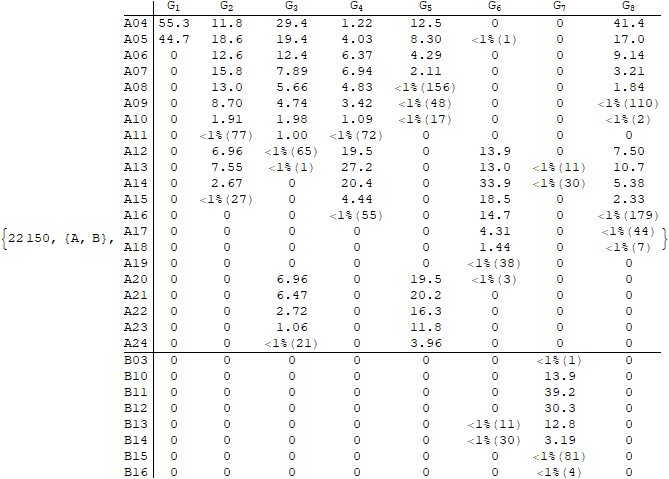 G1 G2 G3 G4 G5 G6 G7 G8
A04 55.3 11.8 29.4 1.22 12.5 0 0 41.4
A05 44.7 18.6 19.4 4.03 8.30 <1%(1) 0 17.0
A06 0 12.6 12.4 6.37 4.29 0 0 9.14
A07 0 15.8 7.89 6.94 2.11 0 0 3.21
A08 0 13.0 5.66 4.83 <1%(156) 0 0 1.84
A09 0 8.70 4.74 3.42 <1%(48) 0 0 <1%(110)
A10 0 1.91 1.98 1.09 <1%(17) 0 0 <1%(2)
A11 0 <1%(77) 1.00 <1%(72) 0 0 0 0
A12 0 6.96 <1%(65) 19.5 0 13.9 0 7.50
A13 0 7.55 <1%(1) 27.2 0 13.0 <1%(11) 10.7
A14 0 2.67 0 20.4 0 33.9 <1%(30) 5.38
A15 0 <1%(27) 0 4.44 0 18.5 0 2.33
A16 0 0 0 <1%(55) 0 14.7 0 <1%(179)
{22150, {A, B}, A17 0 0 0 0 0 4.31 0 <1%(44) }
A18 0 0 0 0 0 1.44 0 <1%(7)
A19 0 0 0 0 0 <1%(38) 0 0
A20 0 0 6.96 0 19.5 <1%(3) 0 0
A21 0 0 6.47 0 20.2 0 0 0
A22 0 0 2.72 0 16.3 0 0 0
A23 0 0 1.06 0 11.8 0 0 0
A24 0 0 <1%(21) 0 3.96 0 0 0
B03 0 0 0 0 0 0 <1%(1) 0
B10 0 0 0 0 0 0 13.9 0
B11 0 0 0 0 0 0 39.2 0
B12 0 0 0 0 0 0 30.3 0
B13 0 0 0 0 0 <1%(11) 12.8 0
B14 0 0 0 0 0 <1%(30) 3.19 0
B15 0 0 0 0 0 0 <1%(81) 0
B16 0 0 0 0 0 0 <1%(4) 0